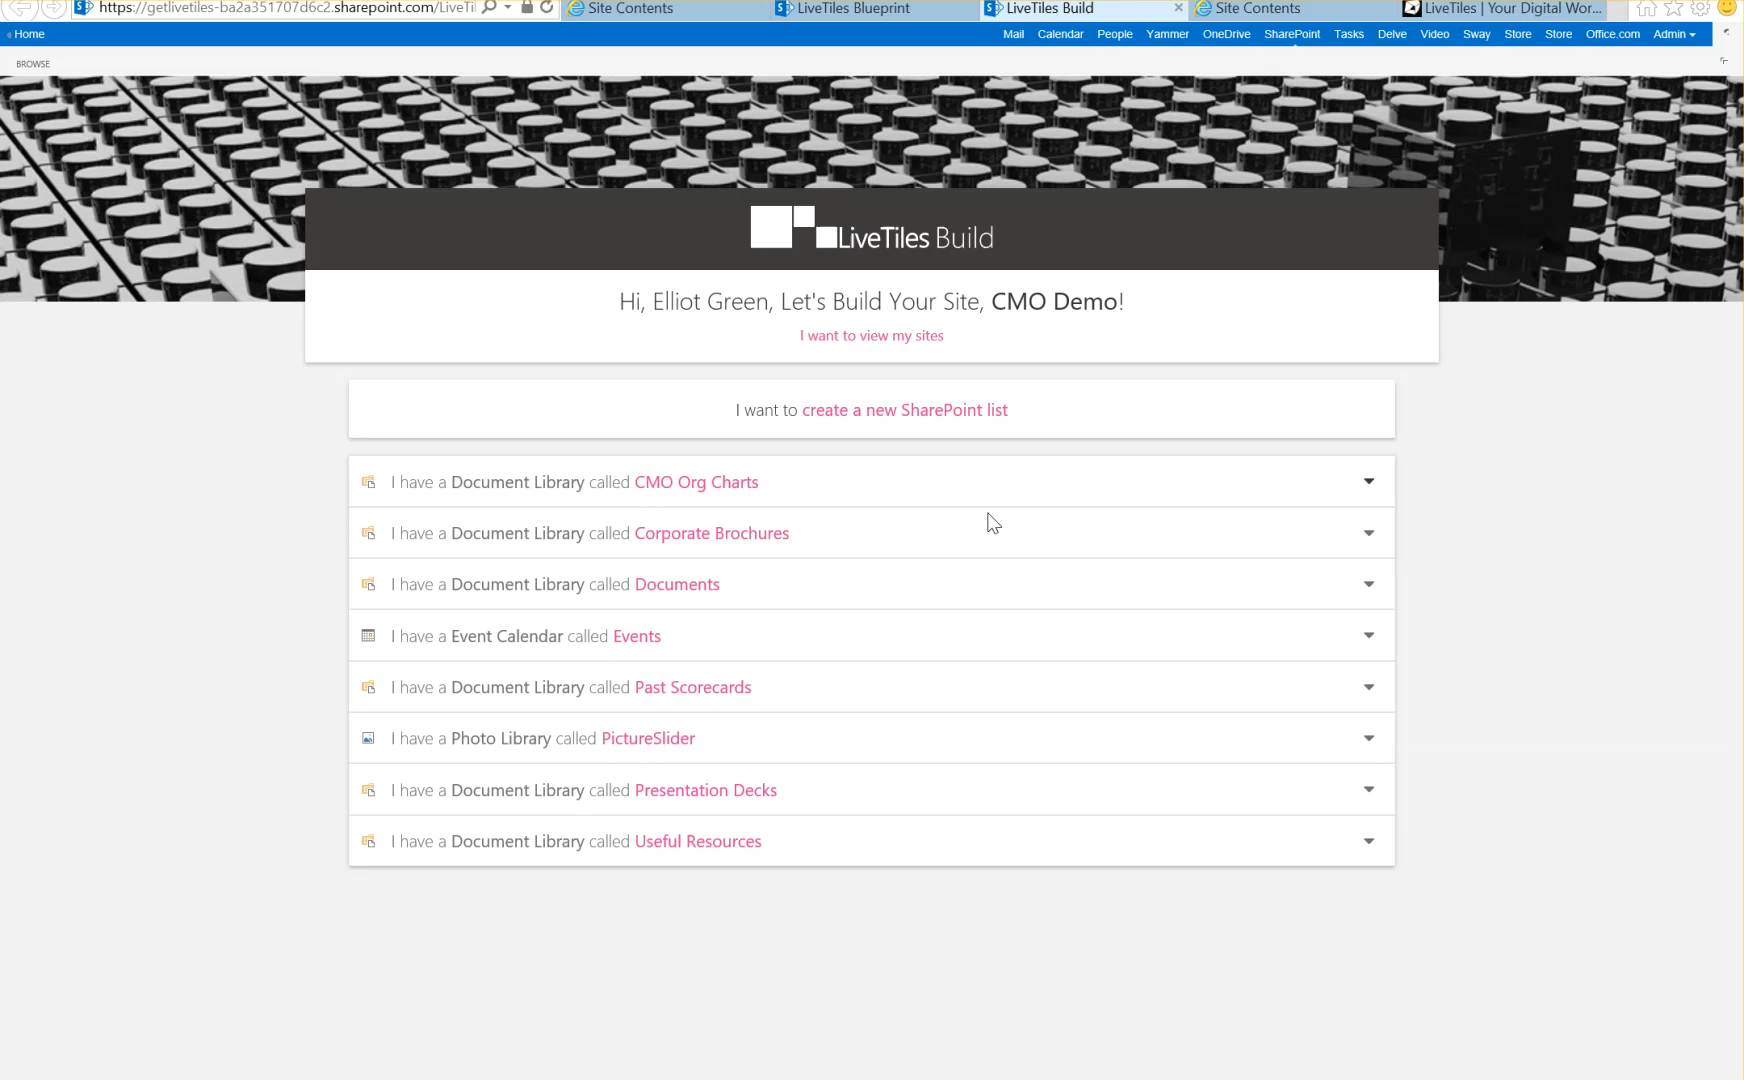 https://getlivetiles-ba2a351707d6c2.sharepoint.com/LiveTi
Site Contents
LiveTiles Blueprint
LiveTiles Build
Site Contents
LiveTiles | Your Digital Wor...
Home
Mail Calendar People Yammer OneDrive SharePoint Tasks Delve Video Sway Store Store Office.com Admin
BROWSE
LiveTiles Build
Hi, Elliot Green, Let's Build Your Site, CMO Demo!
I want to view my sites
I want to create a new SharePoint list
I have a Document Library called CMO Org Charts
I have a Document Library called Corporate Brochures
I have a Document Library called Documents
I have a Event Calendar called Events
I have a Document Library called Past Scorecards
I have a Photo Library called PictureSlider
I have a Document Library called Presentation Decks
I have a Document Library called Useful Resources